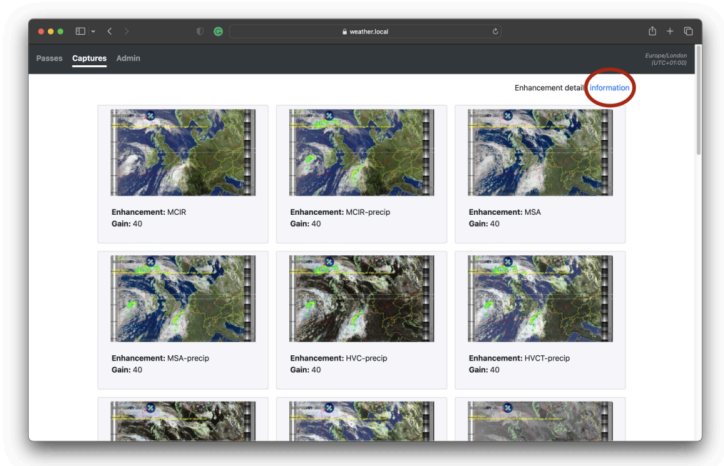 weather.local
Passes Captures Admin
Europe/London
(UTC+01:00)
Enhancement detail information
Enhancement: MCIR
Gain: 40
Enhancement: MCIR-precip
Gain: 40
Enhancement: MSA
Gain: 40
Enhancement: MSA-precip
Gain: 40
Enhancement: HVC-precip
Gain: 40
Enhancement: HVCT-precip
Gain: 40